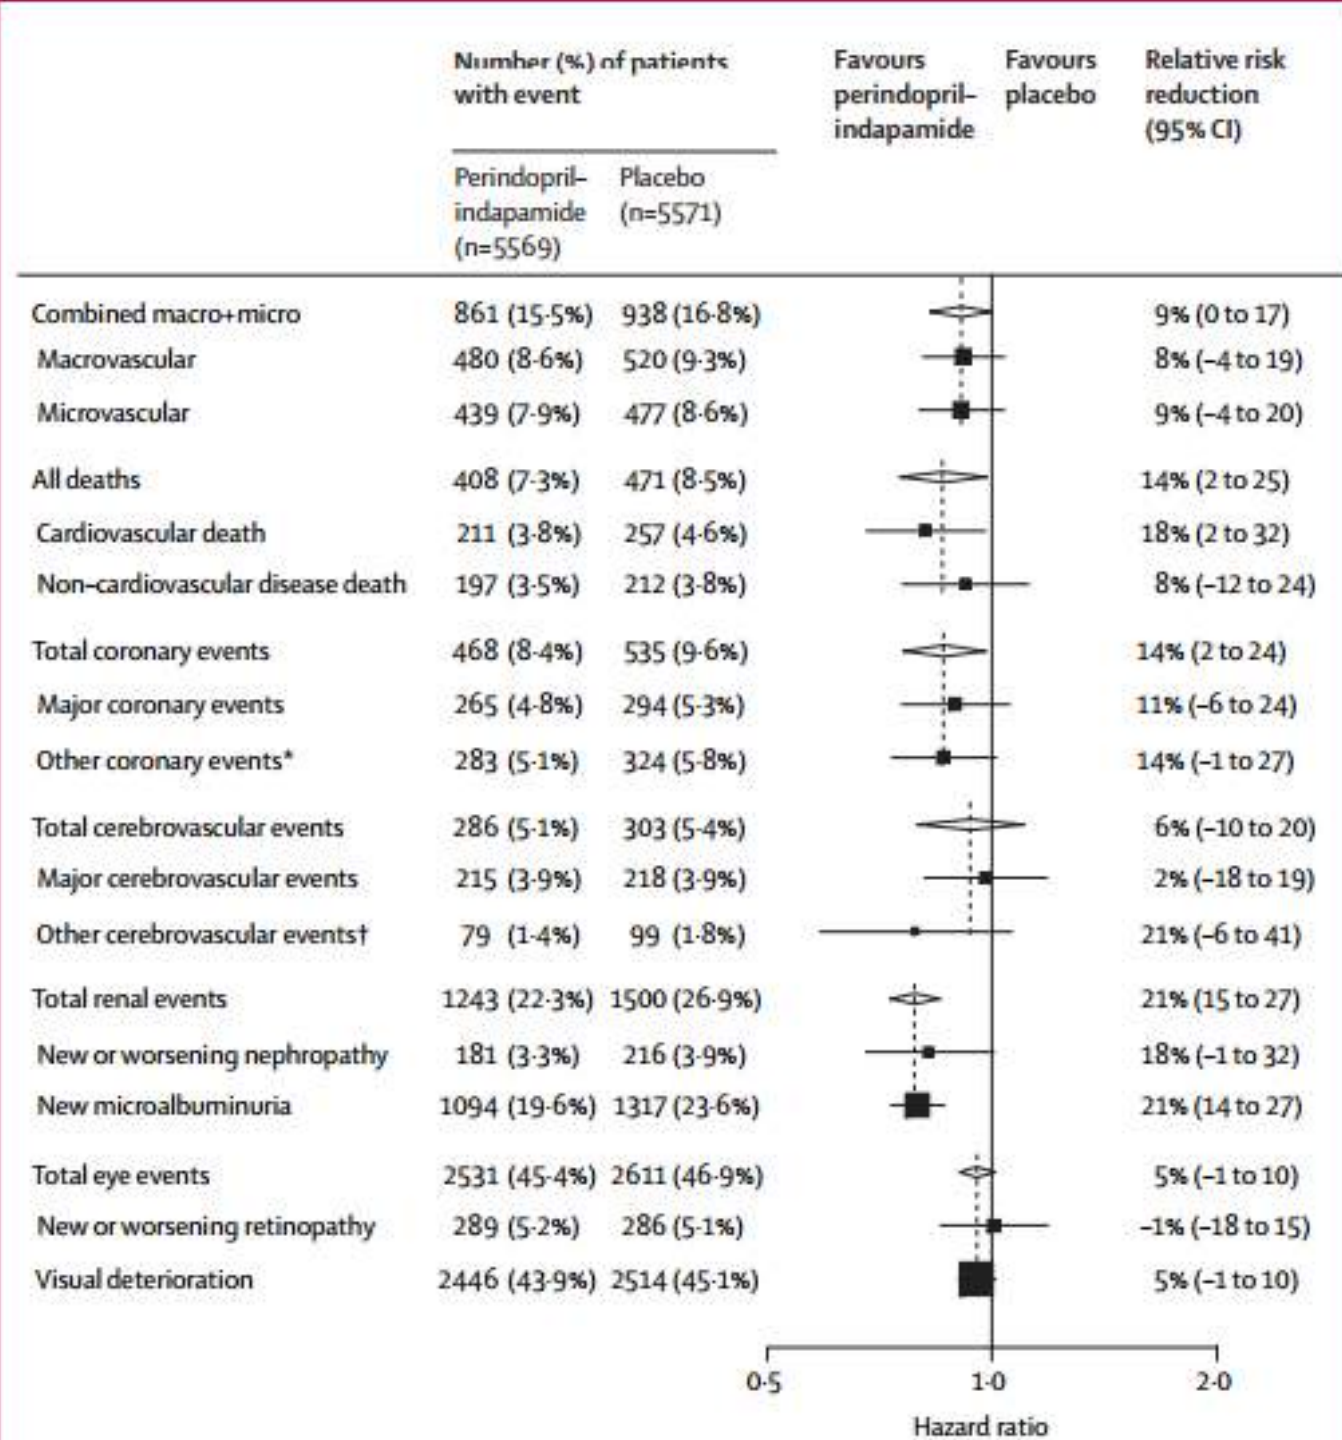 Number (%) of patients with event
Favours perindopril–indapamide
Favours placebo
Relative risk reduction (95% CI)
Perindopril–indapamide (n=5569)
Placebo (n=5571)
Combined macro+micro 861 (15·5%) 938 (16·8%) 9% (0 to 17)
Macrovascular 480 (8·6%) 520 (9·3%) 8% (–4 to 19)
Microvascular 439 (7·9%) 477 (8·6%) 9% (–4 to 20)
All deaths 408 (7·3%) 471 (8·5%) 14% (2 to 25)
Cardiovascular death 211 (3·8%) 257 (4·6%) 18% (2 to 32)
Non-cardiovascular disease death 197 (3·5%) 212 (3·8%) 8% (–12 to 24)
Total coronary events 468 (8·4%) 535 (9·6%) 14% (2 to 24)
Major coronary events 265 (4·8%) 294 (5·3%) 11% (–6 to 24)
Other coronary events* 283 (5·1%) 324 (5·8%) 14% (–1 to 27)
Total cerebrovascular events 286 (5·1%) 303 (5·4%) 6% (–10 to 20)
Major cerebrovascular events 215 (3·9%) 218 (3·9%) 2% (–18 to 19)
Other cerebrovascular events† 79 (1·4%) 99 (1·8%) 21% (–6 to 41)
Total renal events 1243 (22·3%) 1500 (26·9%) 21% (15 to 27)
New or worsening nephropathy 181 (3·3%) 216 (3·9%) 18% (–1 to 32)
New microalbuminuria 1094 (19·6%) 1317 (23·6%) 21% (14 to 27)
Total eye events 2531 (45·4%) 2611 (46·9%) 5% (–1 to 10)
New or worsening retinopathy 289 (5·2%) 286 (5·1%) –1% (–18 to 15)
Visual deterioration 2446 (43·9%) 2514 (45·1%) 5% (–1 to 10)
0·5 1·0 2·0
Hazard ratio